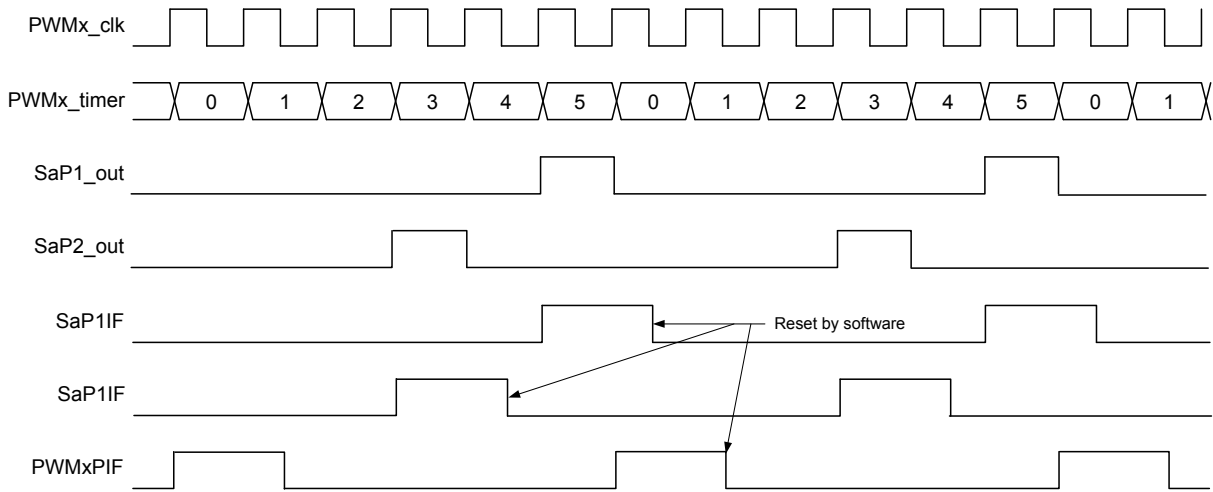 PWMx_clk
PWMx_timer 0 1 2 3 4 5 0 1 2 3 4 5 0 1
SaP1_out
SaP2_out
SaP1IF
Reset by software
SaP1IF
PWMxPIF